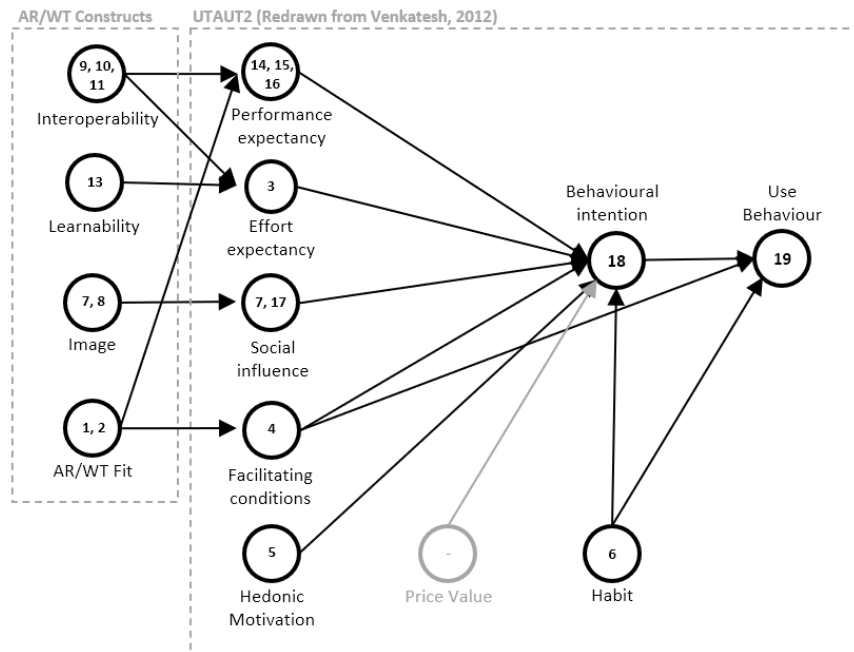 AR/WT Constructs
UTAUT2 (Redrawn from Venkatesh, 2012)
9, 10,
11
Interoperability
14, 15,
16
Performance
expectancy
13
Learnability
3
Effort
expectancy
Behavioural
intention
18
Use
Behaviour
19
7, 8
Image
7, 17
Social
influence
1, 2
AR/WT Fit
4
Facilitating
conditions
5
Hedonic
Motivation
-
Price Value
6
Habit